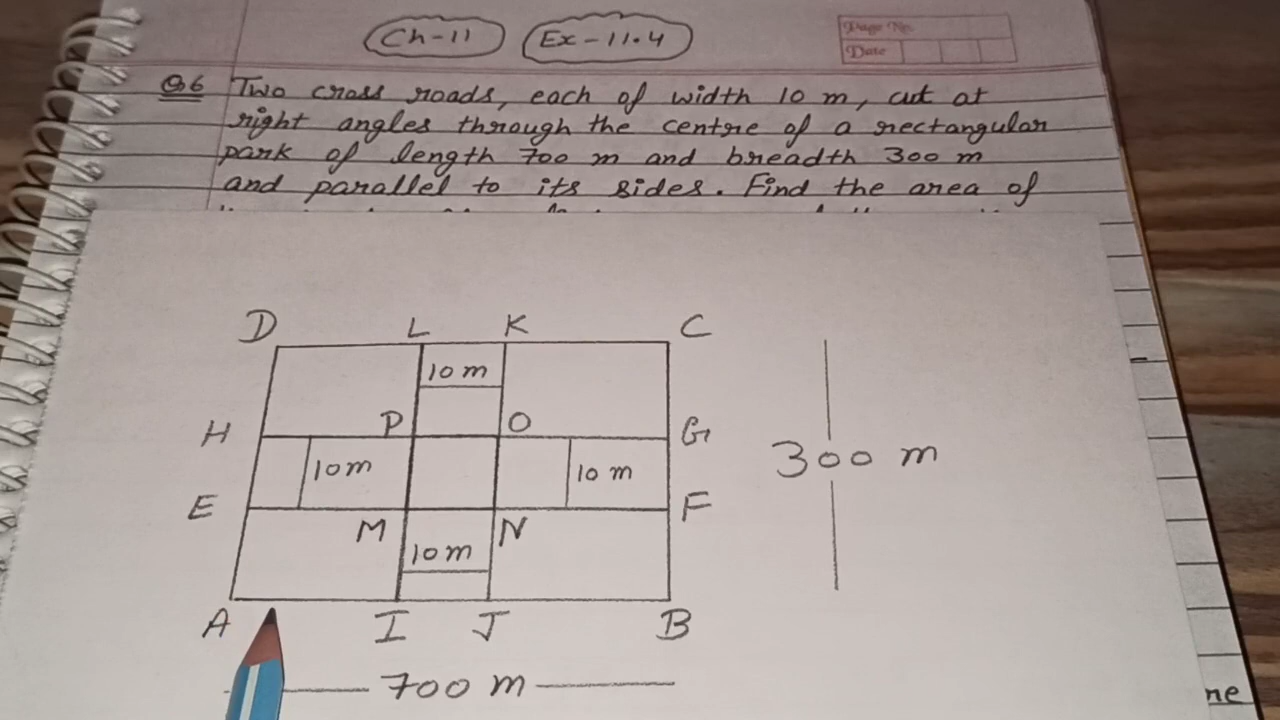 Ch-11 Ex-11.4
Page No.
Date
Q6 Two cross roads, each of width 10 m, cut at
right angles through the centre of a rectangular
park of length 700 m and breadth 300 m
and parallel to its sides. Find the area of
D L K C
10 m
H P O G
10 m 10 m 300 m
E M N F
10 m
A I J B
700 m
ne